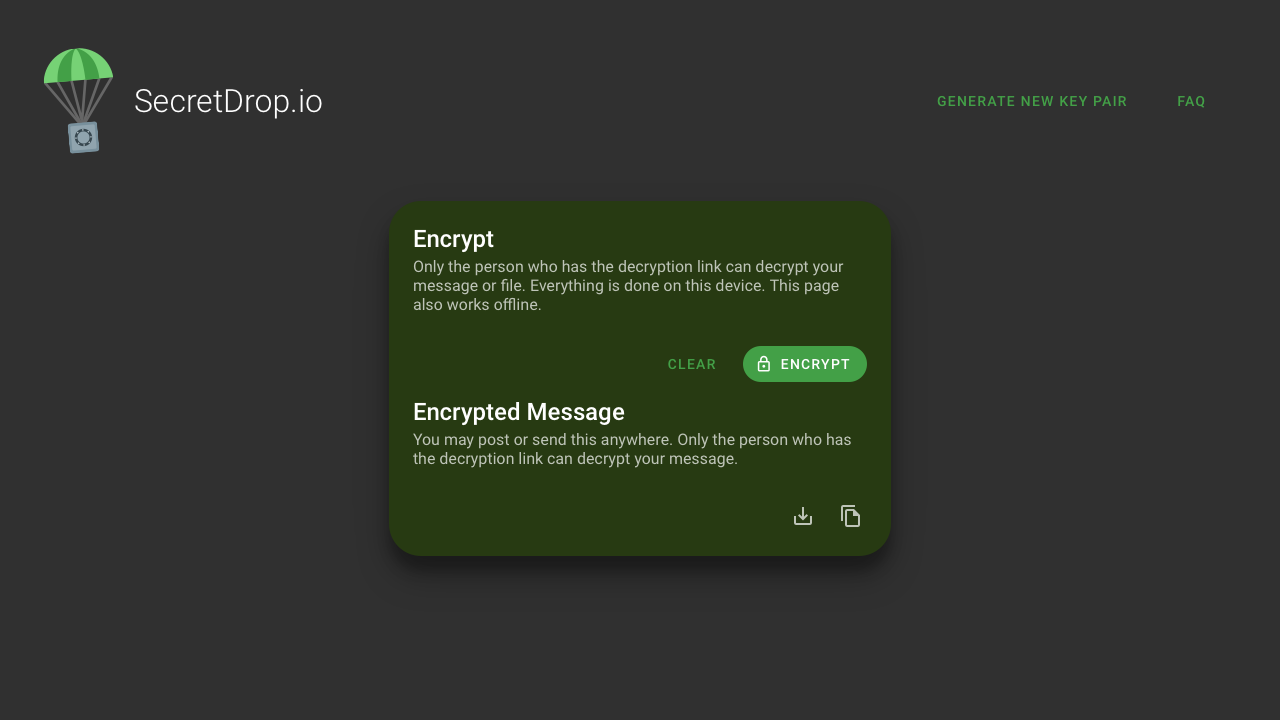 SecretDrop.io
GENERATE NEW KEY PAIR
FAQ
Encrypt
Only the person who has the decryption link can decrypt your
message or file. Everything is done on this device. This page
also works offline.
CLEAR
ENCRYPT
Encrypted Message
You may post or send this anywhere. Only the person who has
the decryption link can decrypt your message.